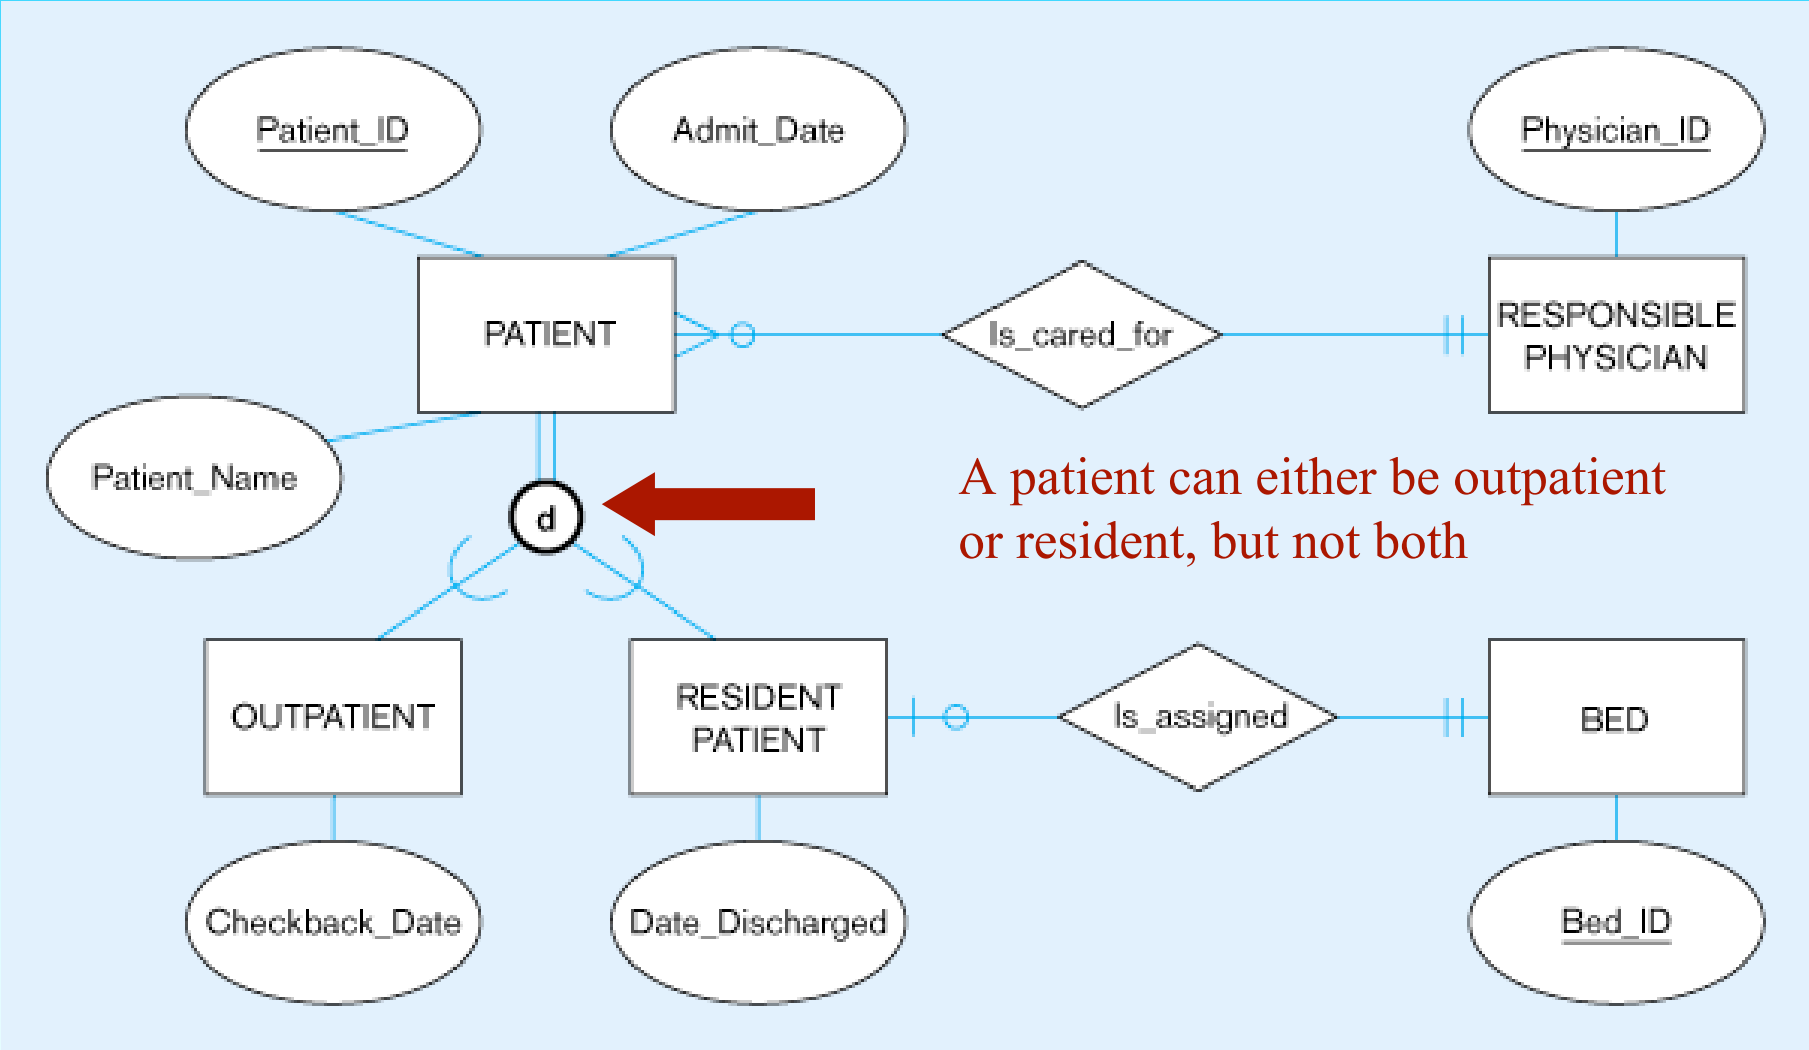 Patient_ID
Admit_Date
Physician_ID
PATIENT
Is_cared_for
RESPONSIBLE
PHYSICIAN
Patient_Name
d
A patient can either be outpatient
or resident, but not both
OUTPATIENT
RESIDENT
PATIENT
Is_assigned
BED
Checkback_Date
Date_Discharged
Bed_ID